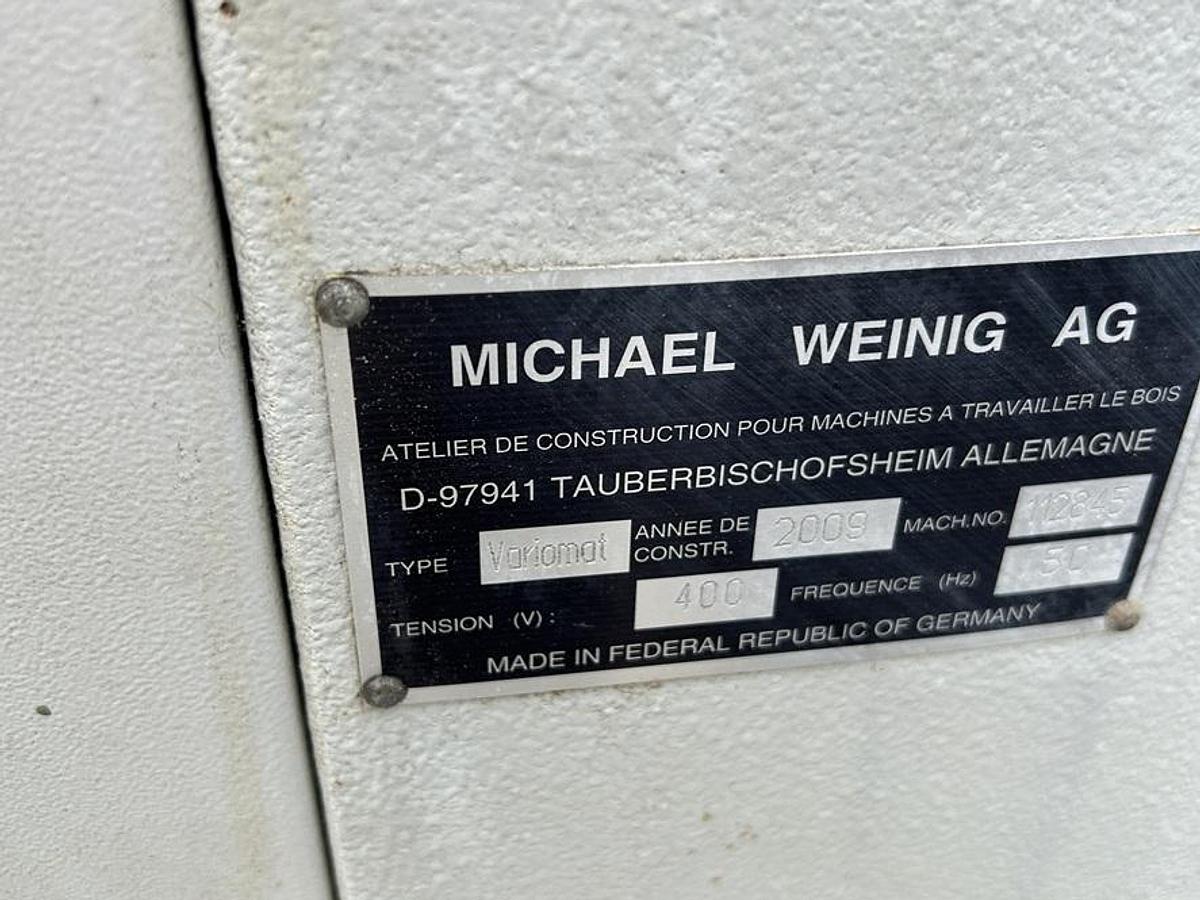 MICHAEL WEINIG AG
ATELIER DE CONSTRUCTION POUR MACHINES A TRAVAILLER LE BOIS
D-97941 TAUBERBISCHOFSHEIM ALLEMAGNE
TYPE Variomat ANNEE DE CONSTR. 2009 MACH.NO. 112845
TENSION (V) : 400 FREQUENCE (Hz) 50
MADE IN FEDERAL REPUBLIC OF GERMANY